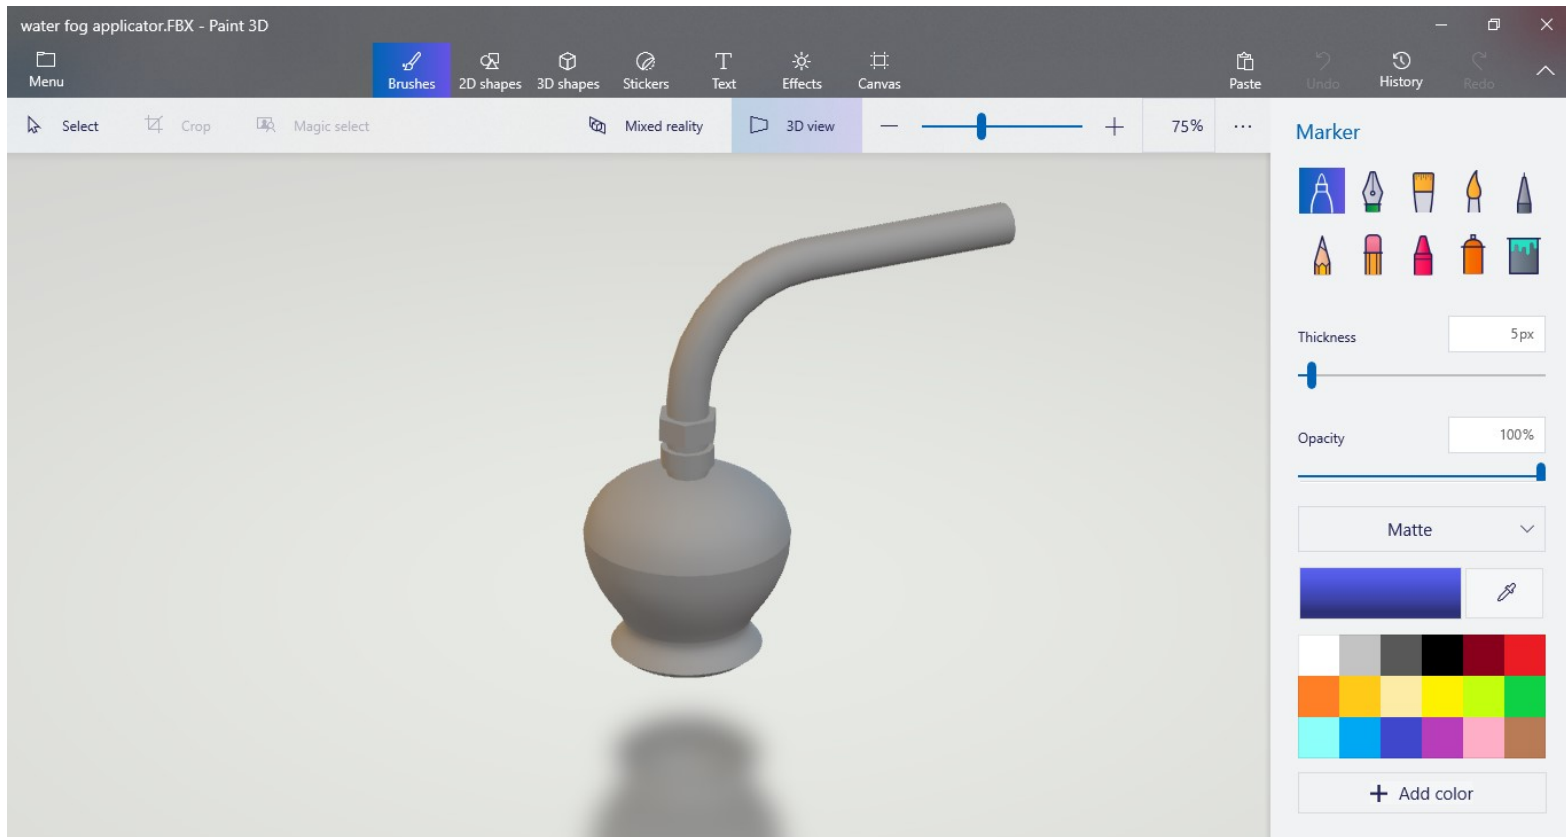 water fog applicator.FBX - Paint 3D
Menu
Brushes
2D shapes
3D shapes
Stickers
Text
Effects
Canvas
Paste
Undo
History
Redo
Select
Crop
Magic select
Mixed reality
3D view
75%
Marker
Thickness
5px
Opacity
100%
Matte
Add color